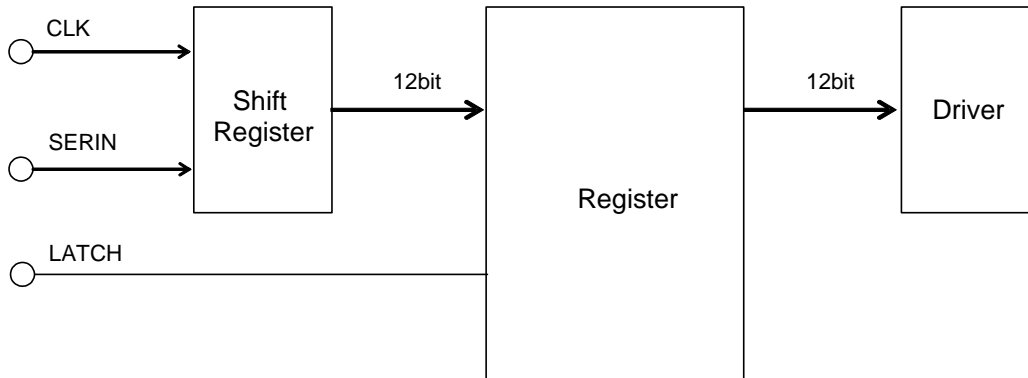 CLK
SERIN
LATCH
Shift
Register
12bit
Register
12bit
Driver